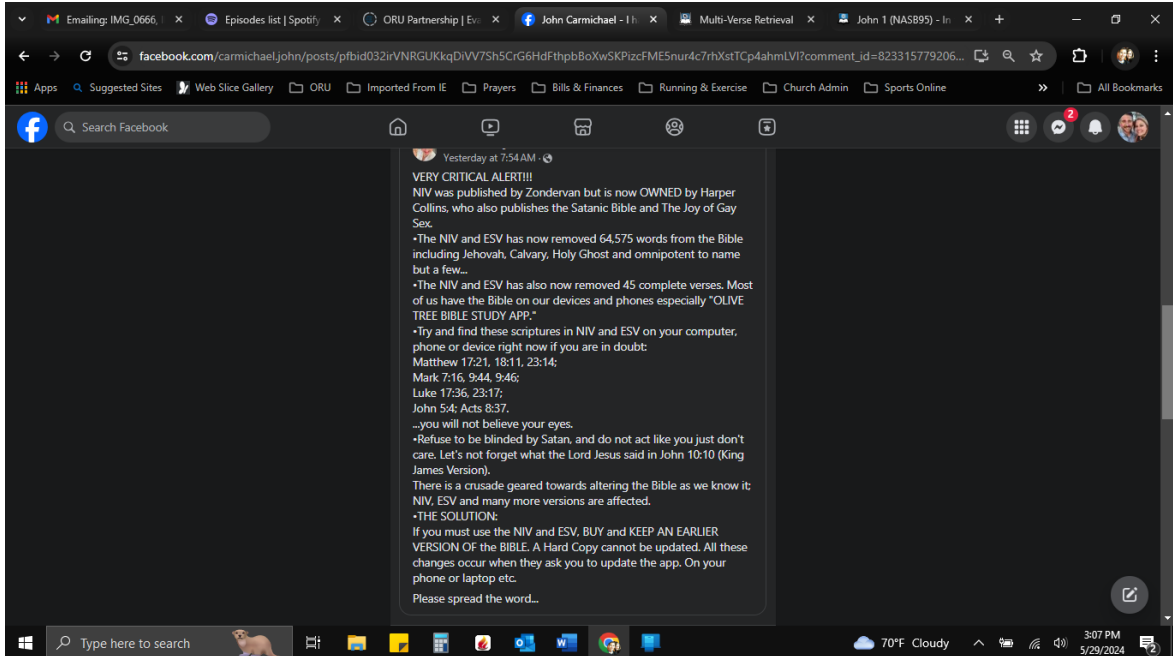 Emailing: IMG_0666,
Episodes list | Spotify
ORU Partnership | Eva
John Carmichael - I h
Multi-Verse Retrieval
John 1 (NASB95) - In
facebook.com/carmichael.john/posts/pfbid032irVNRGUKkqDiVV7Sh5CrG6HdFthpbBoXwSKPizcFME5nur4c7rhXstTCp4ahmLVl?comment_id=823315779206...
Apps
Suggested Sites
Web Slice Gallery
ORU
Imported From IE
Prayers
Bills & Finances
Running & Exercise
Church Admin
Sports Online
»
All Bookmarks
Search Facebook
2
Yesterday at 7:54 AM ·
VERY CRITICAL ALERT!!!
NIV was published by Zondervan but is now OWNED by Harper
Collins, who also publishes the Satanic Bible and The Joy of Gay
Sex.
•The NIV and ESV has now removed 64,575 words from the Bible
including Jehovah, Calvary, Holy Ghost and omnipotent to name
but a few...
•The NIV and ESV has also now removed 45 complete verses. Most
of us have the Bible on our devices and phones especially "OLIVE
TREE BIBLE STUDY APP."
•Try and find these scriptures in NIV and ESV on your computer,
phone or device right now if you are in doubt:
Matthew 17:21, 18:11, 23:14;
Mark 7:16, 9:44, 9:46;
Luke 17:36, 23:17;
John 5:4; Acts 8:37.
...you will not believe your eyes.
•Refuse to be blinded by Satan, and do not act like you just don't
care. Let's not forget what the Lord Jesus said in John 10:10 (King
James Version).
There is a crusade geared towards altering the Bible as we know it;
NIV, ESV and many more versions are affected.
•THE SOLUTION:
If you must use the NIV and ESV, BUY and KEEP AN EARLIER
VERSION OF the BIBLE. A Hard Copy cannot be updated. All these
changes occur when they ask you to update the app. On your
phone or laptop etc.
Please spread the word...
Type here to search
70°F Cloudy
3:07 PM
5/29/2024
2